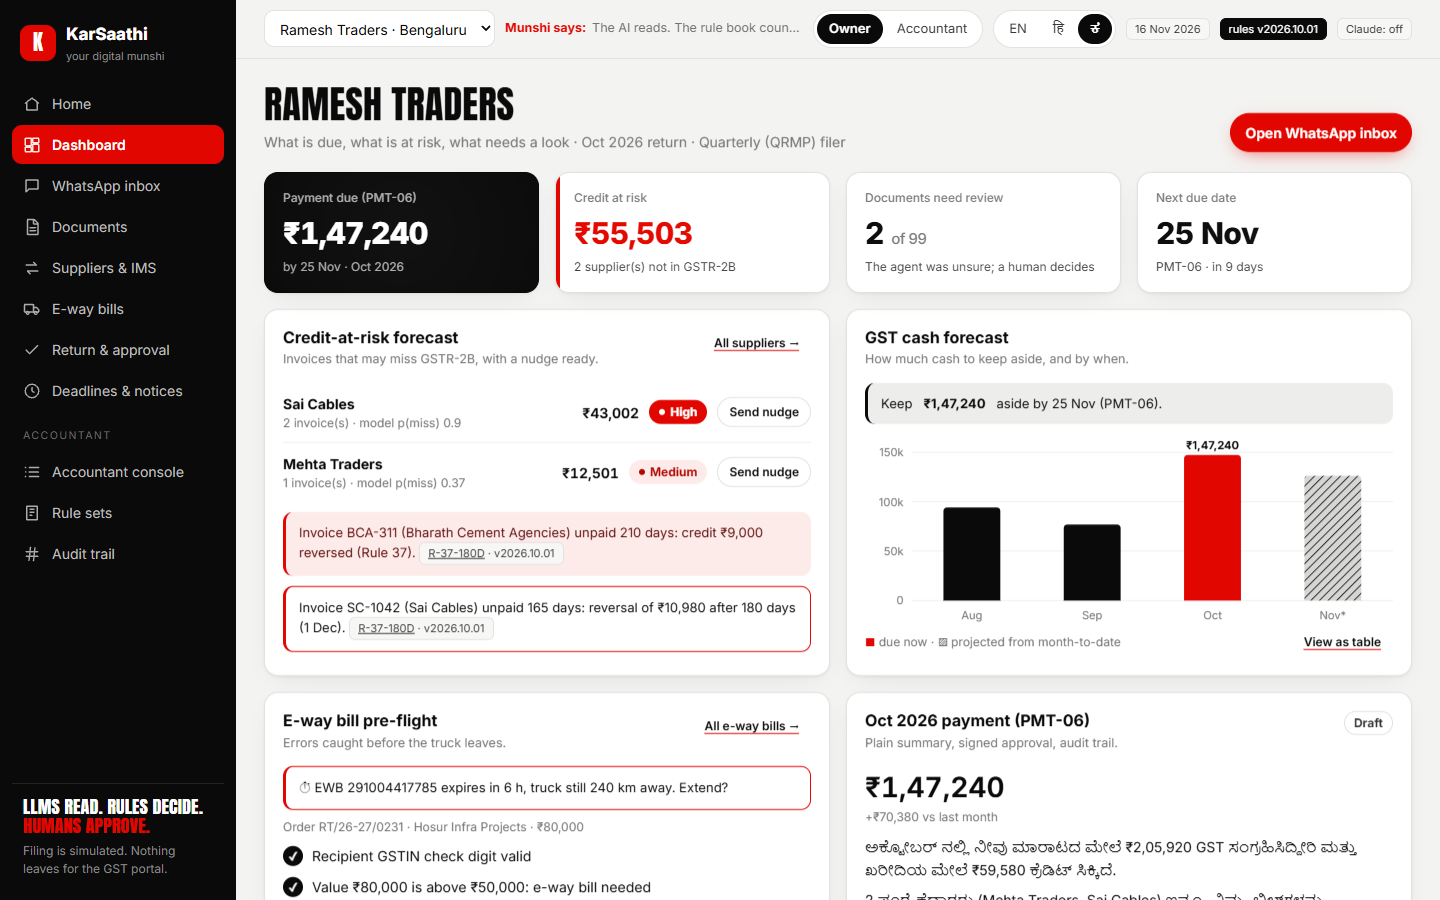 K
KarSaathi
your digital munshi
Home
Dashboard
WhatsApp inbox
Documents
Suppliers & IMS
E-way bills
Return & approval
Deadlines & notices
ACCOUNTANT
Accountant console
Rule sets
Audit trail
LLMS READ. RULES DECIDE.
HUMANS APPROVE.
Filing is simulated. Nothing
leaves for the GST portal.
Ramesh Traders · Bengaluru
Munshi says: The AI reads. The rule book coun...
Owner Accountant
EN हि ಕ
16 Nov 2026
rules v2026.10.01
Claude: off
RAMESH TRADERS
What is due, what is at risk, what needs a look · Oct 2026 return · Quarterly (QRMP) filer
Open WhatsApp inbox
Payment due (PMT-06)
₹1,47,240
by 25 Nov · Oct 2026
Credit at risk
₹55,503
2 supplier(s) not in GSTR-2B
Documents need review
2 of 99
The agent was unsure; a human decides
Next due date
25 Nov
PMT-06 · in 9 days
Credit-at-risk forecast
Invoices that may miss GSTR-2B, with a nudge ready.
All suppliers →
Sai Cables
2 invoice(s) · model p(miss) 0.9
₹43,002 High Send nudge
Mehta Traders
1 invoice(s) · model p(miss) 0.37
₹12,501 Medium Send nudge
Invoice BCA-311 (Bharath Cement Agencies) unpaid 210 days: credit ₹9,000
reversed (Rule 37). R-37-180D · v2026.10.01
Invoice SC-1042 (Sai Cables) unpaid 165 days: reversal of ₹10,980 after 180 days
(1 Dec). R-37-180D · v2026.10.01
GST cash forecast
How much cash to keep aside, and by when.
Keep ₹1,47,240 aside by 25 Nov (PMT-06).
₹1,47,240
150k
100k
50k
0
Aug Sep Oct Nov*
due now · projected from month-to-date
View as table
E-way bill pre-flight
Errors caught before the truck leaves.
All e-way bills →
EWB 291004417785 expires in 6 h, truck still 240 km away. Extend?
Order RT/26-27/0231 · Hosur Infra Projects · ₹80,000
Recipient GSTIN check digit valid
Value ₹80,000 is above ₹50,000: e-way bill needed
Oct 2026 payment (PMT-06)
Plain summary, signed approval, audit trail.
Draft
₹1,47,240
+₹70,380 vs last month
ಅಕ್ಟೋಬರ್ ನಲ್ಲಿ ನೀವು ಮಾರಾಟದ ಮೇಲೆ ₹2,05,920 GST ಸಂಗ್ರಹಿಸಿದ್ದೀರಿ ಮತ್ತು
ಖರೀದಿಯ ಮೇಲೆ ₹59,580 ಕ್ರೆಡಿಟ್ ಸಿಕ್ಕಿದೆ.
(Mehta Traders, Sai Cables)